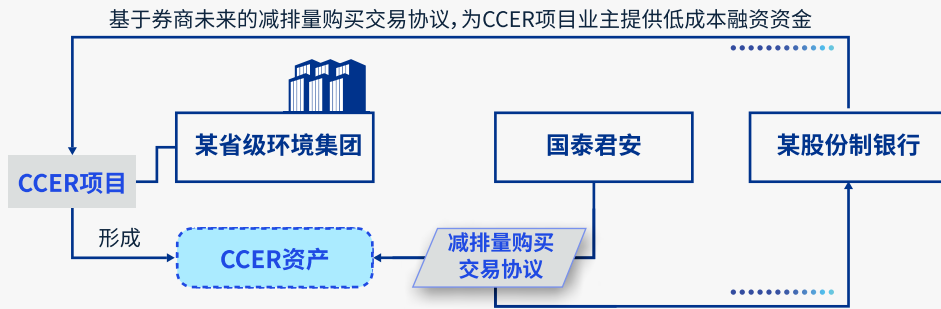 基于券商未来的减排量购买交易协议，为CCER项目业主提供低成本融资资金
某省级环境集团
国泰君安
某股份制银行
CCER项目
形成
CCER资产
减排量购买
交易协议